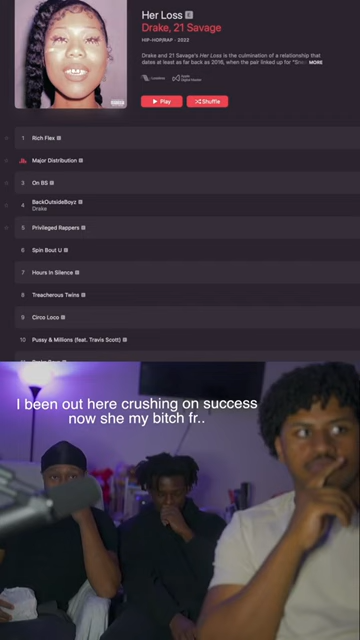 Her Loss E
Drake, 21 Savage
HIP-HOP/RAP · 2022
Drake and 21 Savage's Her Loss is the culmination of a relationship that
dates at least as far back as 2016, when the pair linked up for MORE
Play
Shuffle
1 Rich Flex E
Major Distribution E
3 On BS E
4 BackOutsideBoyz E
Drake
5 Privileged Rappers E
6 Spin Bout U E
7 Hours In Silence E
8 Treacherous Twins E
9 Circo Loco E
10 Pussy & Millions (feat. Travis Scott) E
I been out here crushing on success
now she my bitch fr..